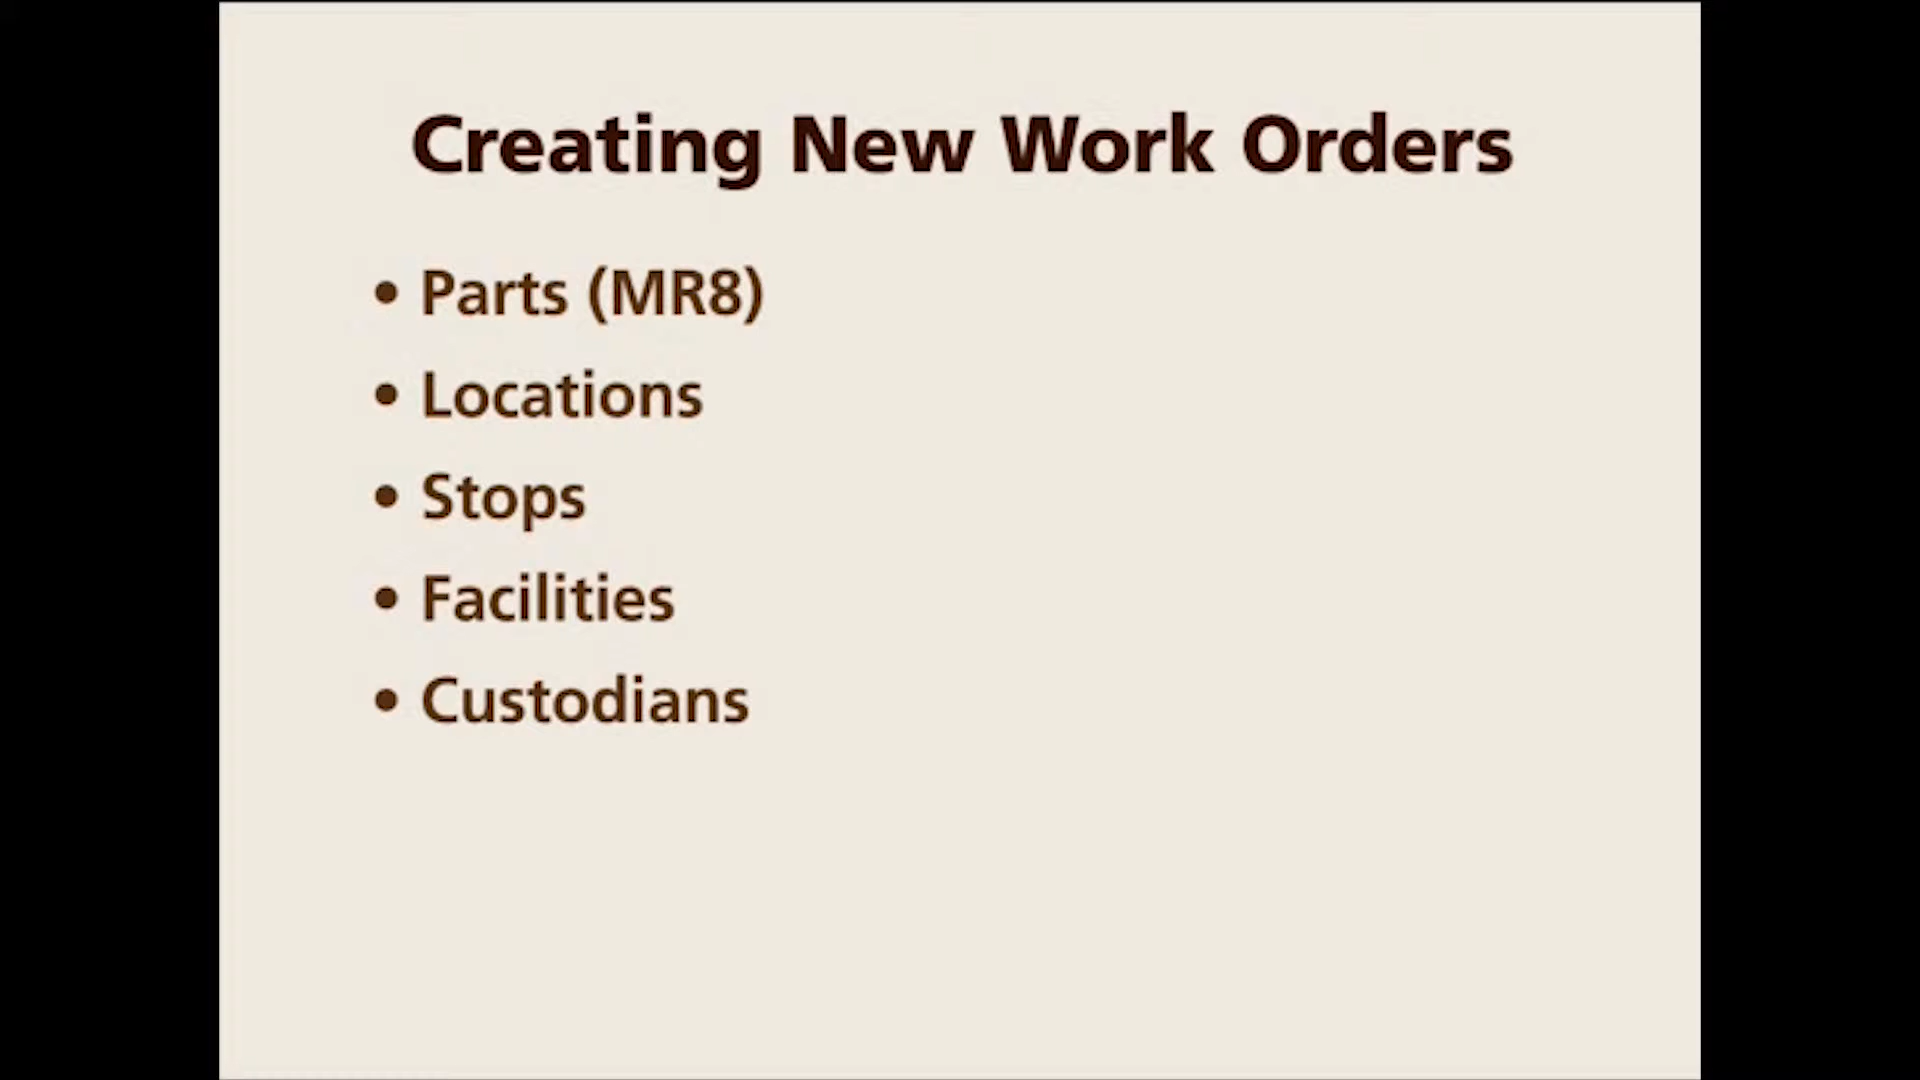 Creating New Work Orders
• Parts (MR8)
• Locations
• Stops
• Facilities
• Custodians